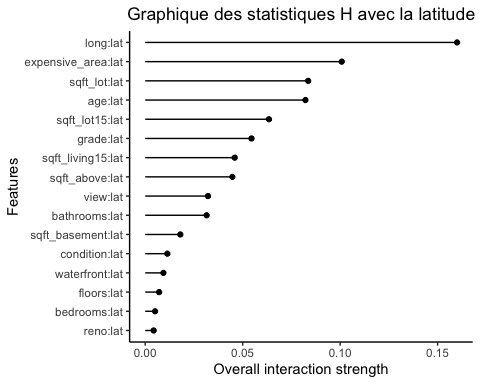 Graphique des statistiques H avec la latitude
Features
long:lat
expensive_area:lat
sqft_lot:lat
age:lat
sqft_lot15:lat
grade:lat
sqft_living15:lat
sqft_above:lat
view:lat
bathrooms:lat
sqft_basement:lat
condition:lat
waterfront:lat
floors:lat
bedrooms:lat
reno:lat
0.00 0.05 0.10 0.15
Overall interaction strength